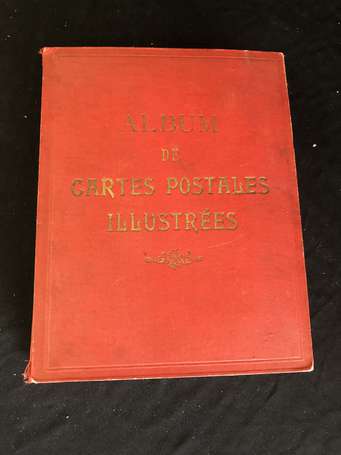 ALBUM
DE
CARTES POSTALES
ILLUSTRÉES